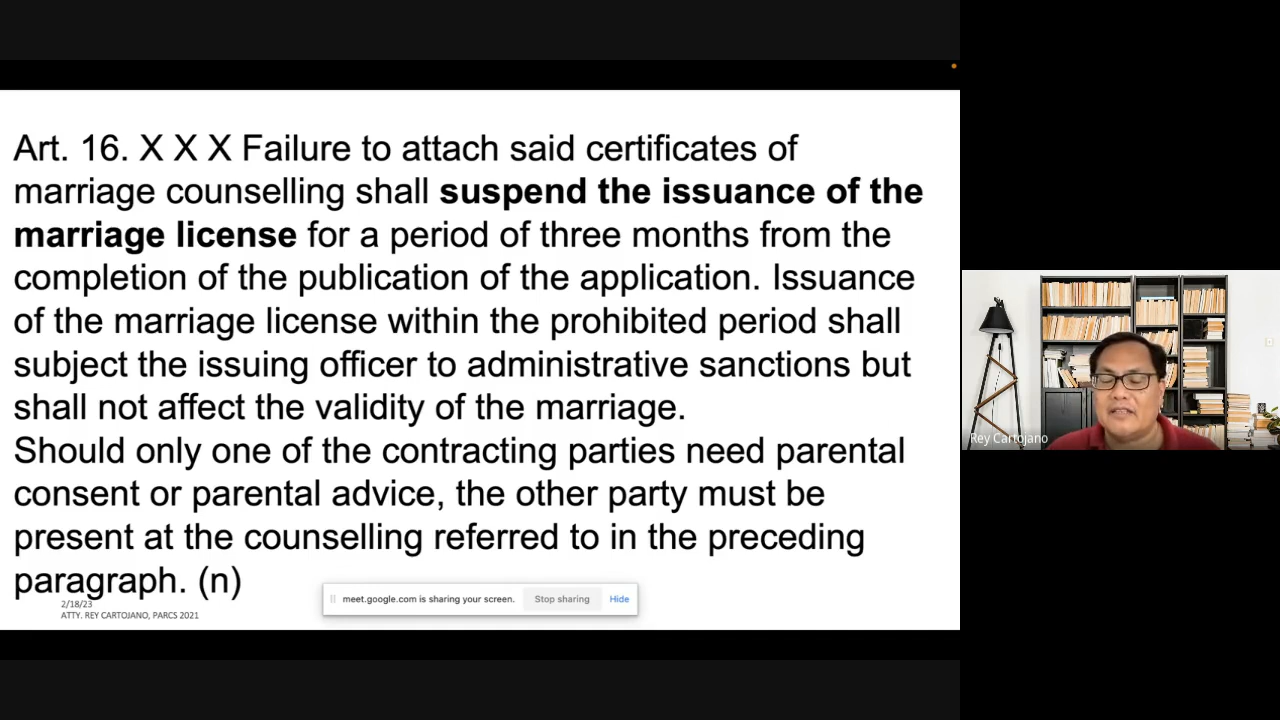 Art. 16. X X X Failure to attach said certificates of
marriage counselling shall suspend the issuance of the
marriage license for a period of three months from the
completion of the publication of the application. Issuance
of the marriage license within the prohibited period shall
subject the issuing officer to administrative sanctions but
shall not affect the validity of the marriage.
Should only one of the contracting parties need parental
consent or parental advice, the other party must be
present at the counselling referred to in the preceding
paragraph. (n)
2/18/23
ATTY. REY CARTOJANO, PARCS 2021
meet.google.com is sharing your screen. Stop sharing Hide
Rey Cartojano